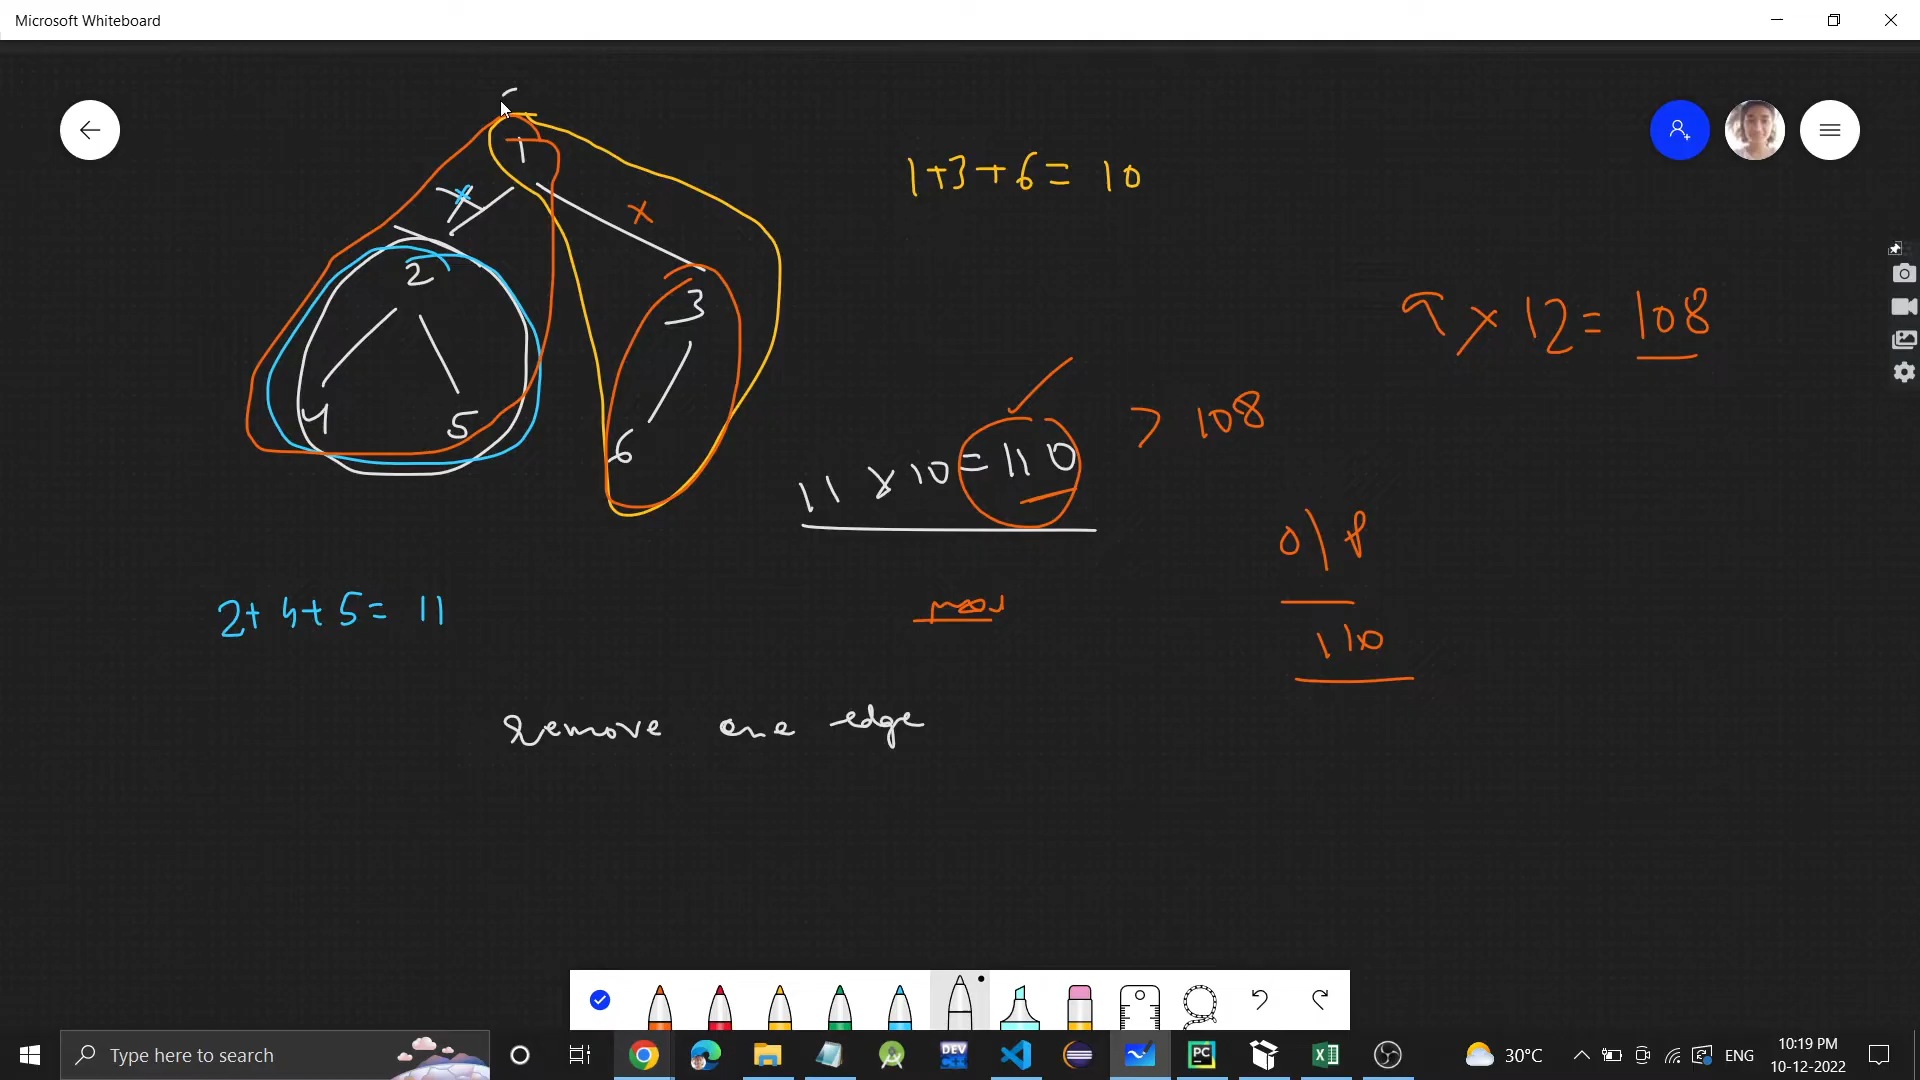 Microsoft Whiteboard
1
2
3
4
5
6
x
x
1+3+6= 10
9 x 12= 108
11 x 10 = 110
> 108
o/p
110
2+ 4+ 5= 11
max
remove one edge
DEV
PC
Type here to search
30°C
ENG
10:19 PM
10-12-2022